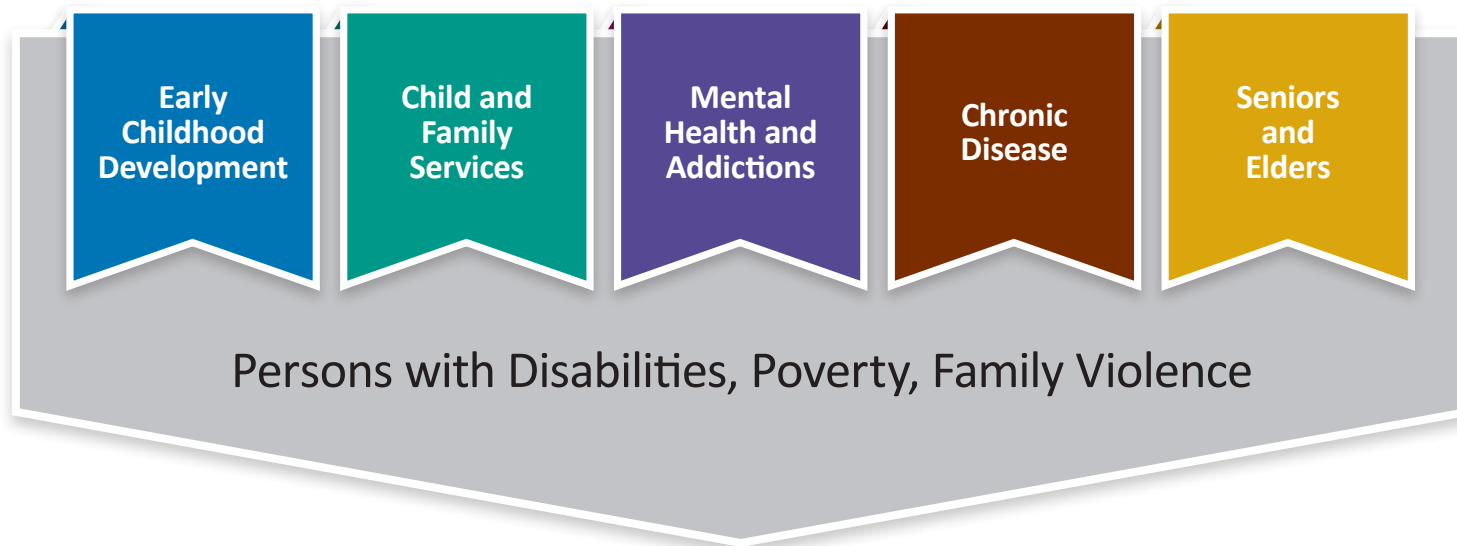 Early
Childhood
Development
Child and
Family
Services
Mental
Health and
Addictions
Chronic
Disease
Seniors
and
Elders
Persons with Disabilities, Poverty, Family Violence